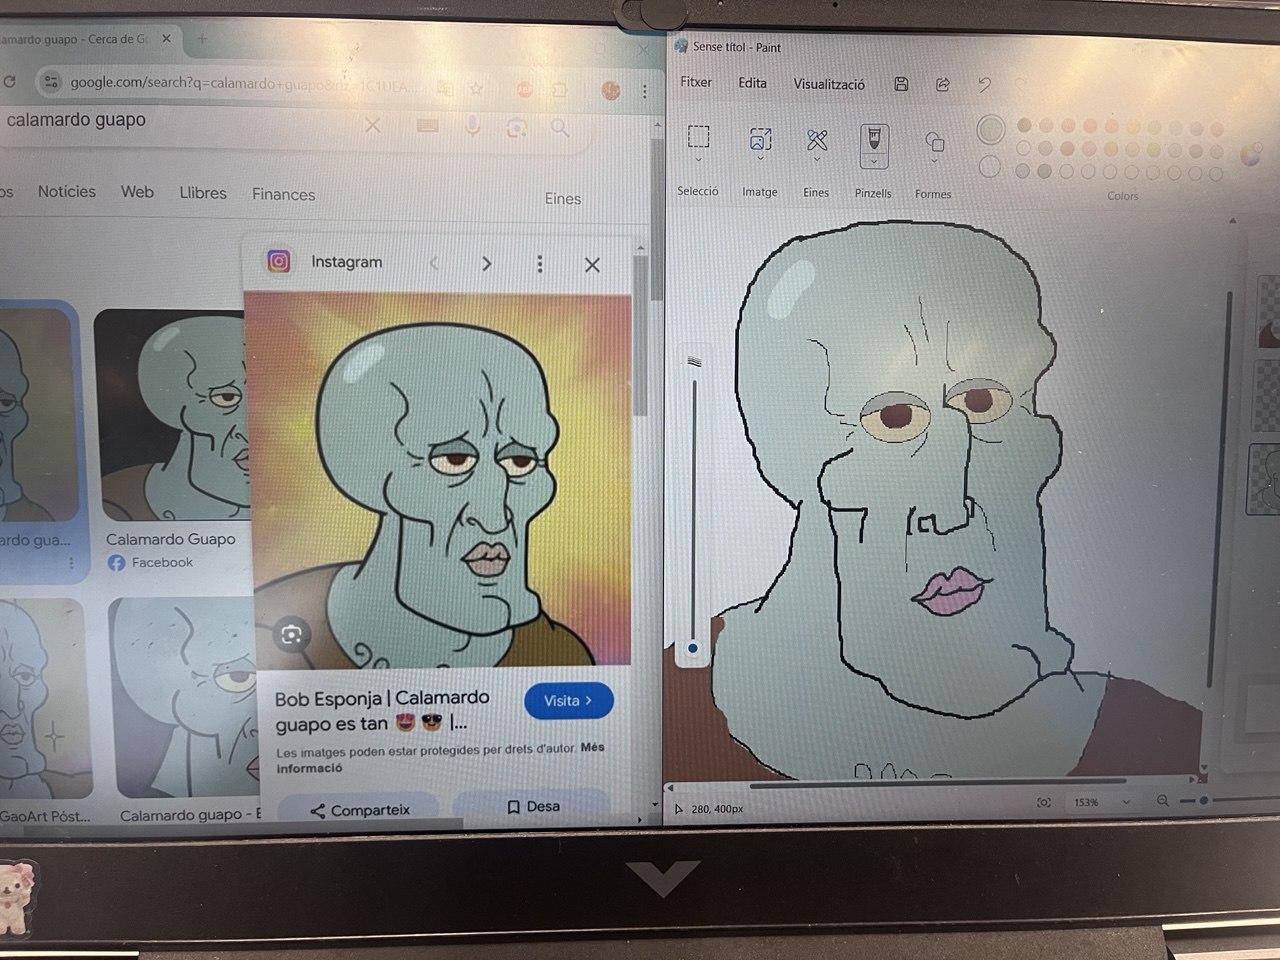 amardo guapo - Cerca de G
google.com/search?q=calamardo+guapo
calamardo guapo
os Notícies Web Llibres Finances Eines
Instagram
ardo gua...
Calamardo Guapo
Facebook
Bob Esponja | Calamardo
guapo es tan 😍 😎 |...
Visita
Les imatges poden estar protegides per drets d'autor. Més
informació
Comparteix
Desa
GaoArt Póst...
Calamardo guapo - E
Sense títol - Paint
Fitxer Edita Visualització
Selecció Imatge Eines Pinzells Formes Colors
280, 400px
153%